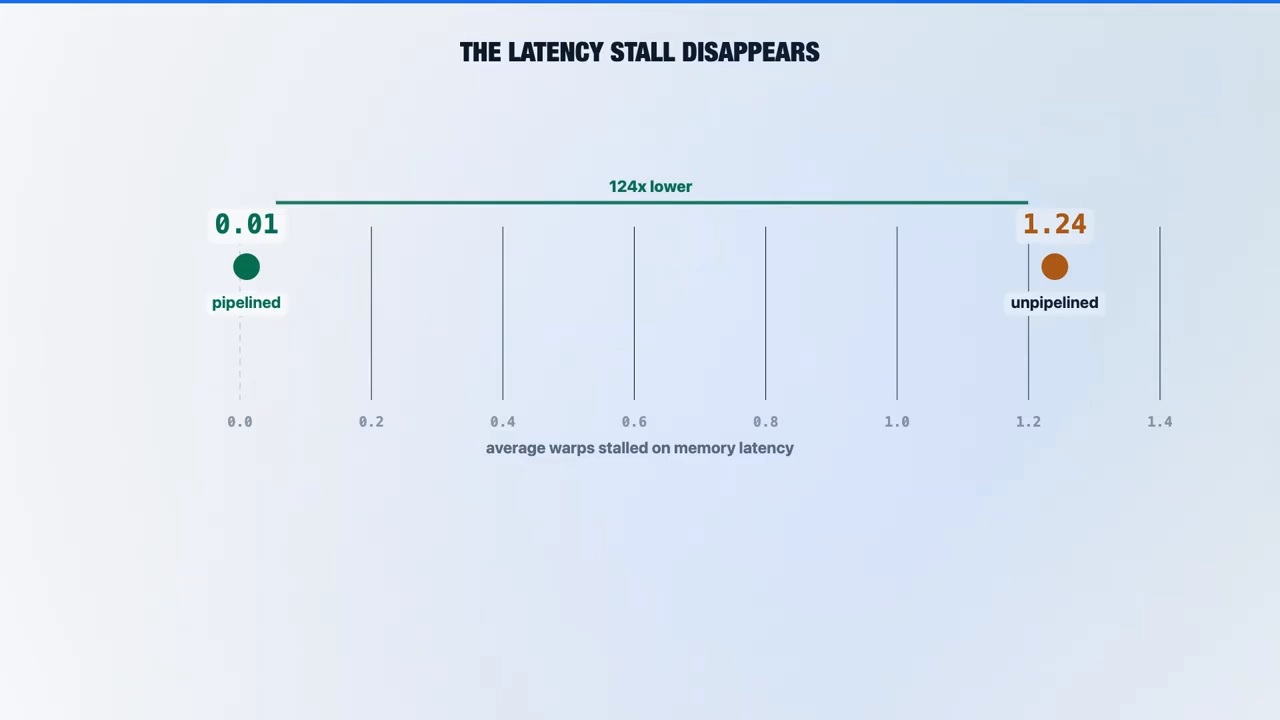 THE LATENCY STALL DISAPPEARS
124x lower
0.01
1.24
pipelined
unpipelined
0.0 0.2 0.4 0.6 0.8 1.0 1.2 1.4
average warps stalled on memory latency